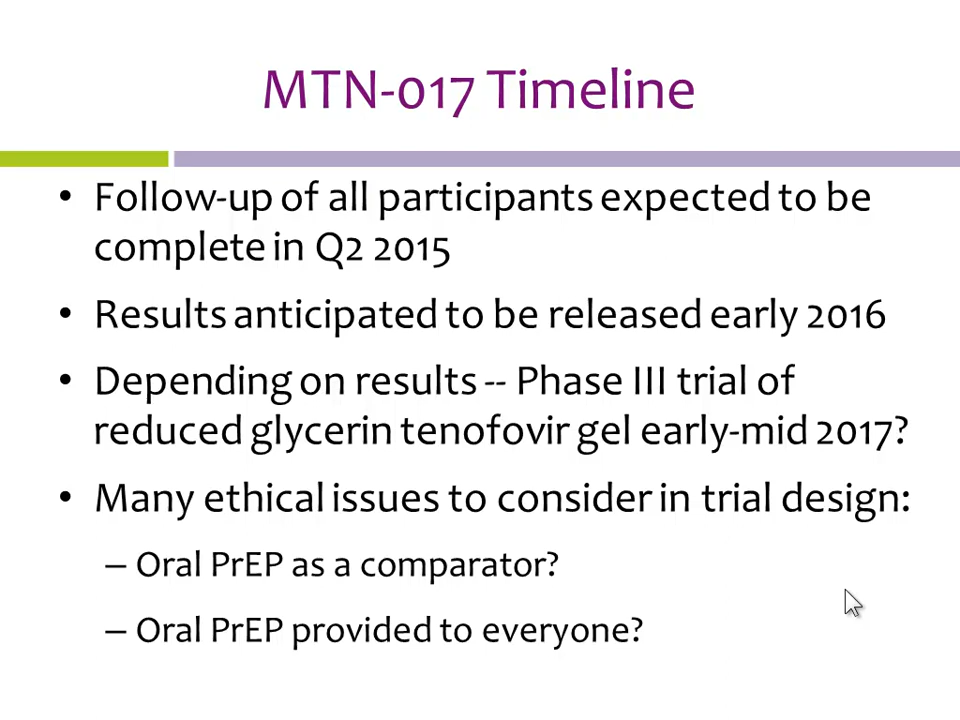 MTN-017 Timeline
• Follow-up of all participants expected to be
complete in Q2 2015
• Results anticipated to be released early 2016
• Depending on results -- Phase III trial of
reduced glycerin tenofovir gel early-mid 2017?
• Many ethical issues to consider in trial design:
– Oral PrEP as a comparator?
– Oral PrEP provided to everyone?